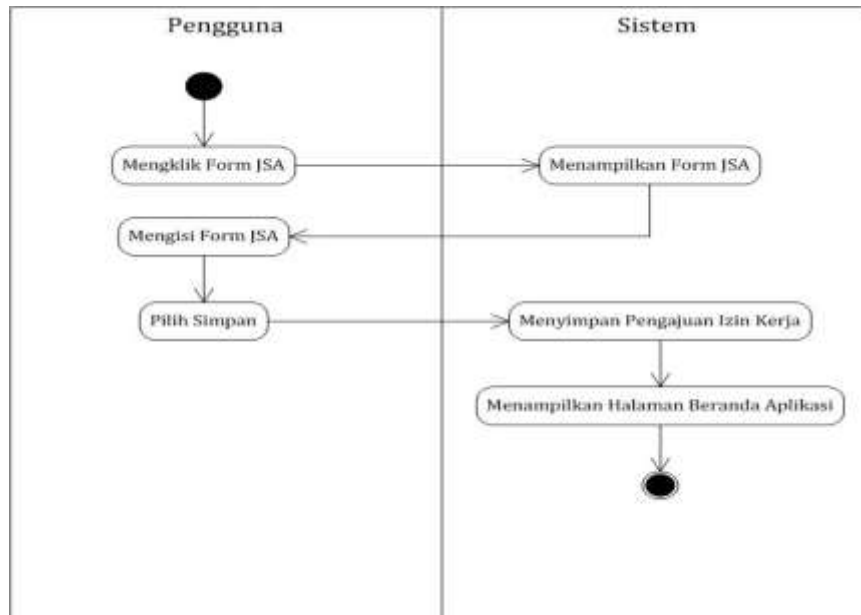 Pengguna
Sistem
Mengklik Form JSA
Menampilkan Form JSA
Mengisi Form JSA
Pilih Simpan
Menyimpan Pengajuan Izin Kerja
Menampilkan Halaman Beranda Aplikasi